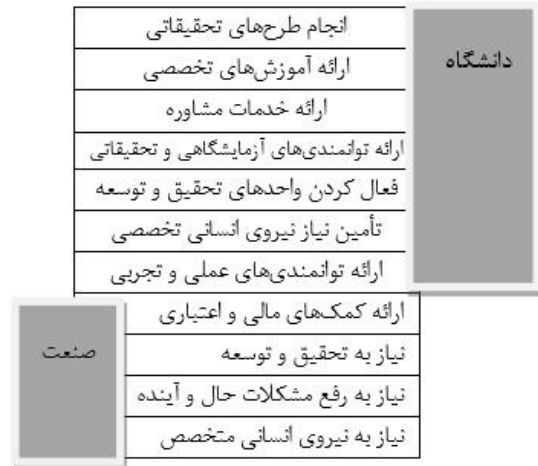 دانشگاه
انجام طرح‌های تحقیقاتی
ارائه آموزش‌های تخصصی
ارائه خدمات مشاوره
ارائه توانمندی‌های آزمایشگاهی و تحقیقاتی
فعال کردن واحدهای تحقیق و توسعه
تأمین نیاز نیروی انسانی تخصصی
ارائه توانمندی‌های عملی و تجربی
ارائه کمک‌های مالی و اعتباری
نیاز به تحقیق و توسعه
نیاز به رفع مشکلات حال و آینده
نیاز به نیروی انسانی متخصص
صنعت